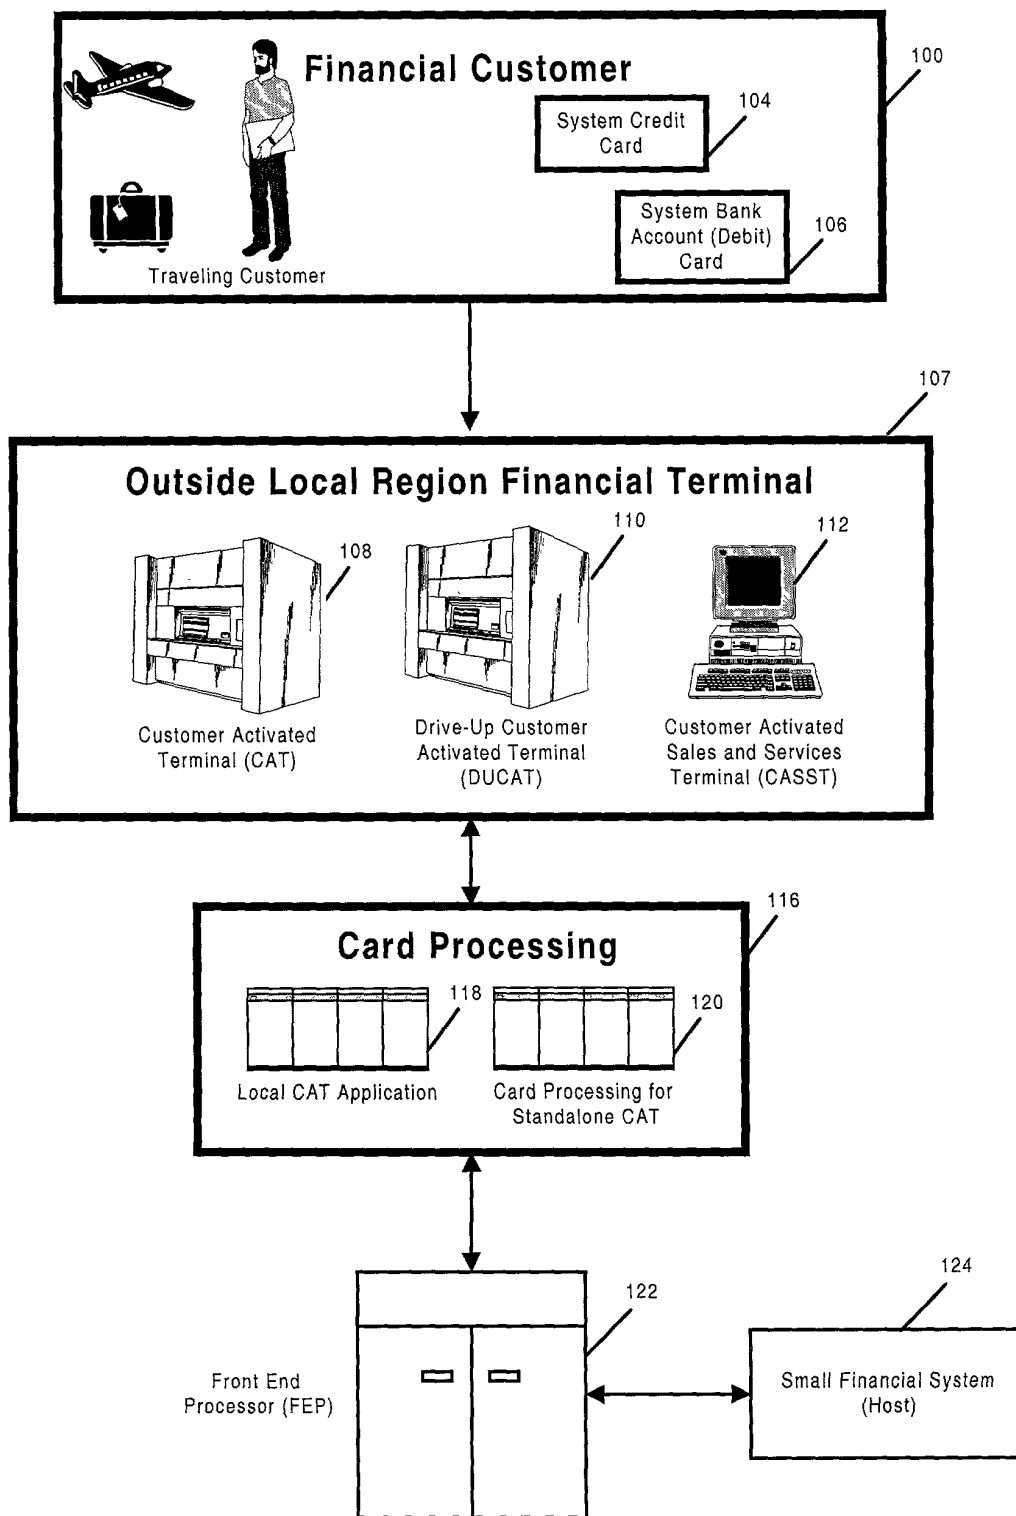 Financial Customer
100
104
System Credit
Card
System Bank
Account (Debit)
Card
106
Traveling Customer
107
Outside Local Region Financial Terminal
108
110
112
Customer Activated
Terminal (CAT)
Drive-Up Customer
Activated Terminal
(DUCAT)
Customer Activated
Sales and Services
Terminal (CASST)
116
Card Processing
118
120
Local CAT Application
Card Processing for
Standalone CAT
122
124
Front End
Processor (FEP)
Small Financial System
(Host)